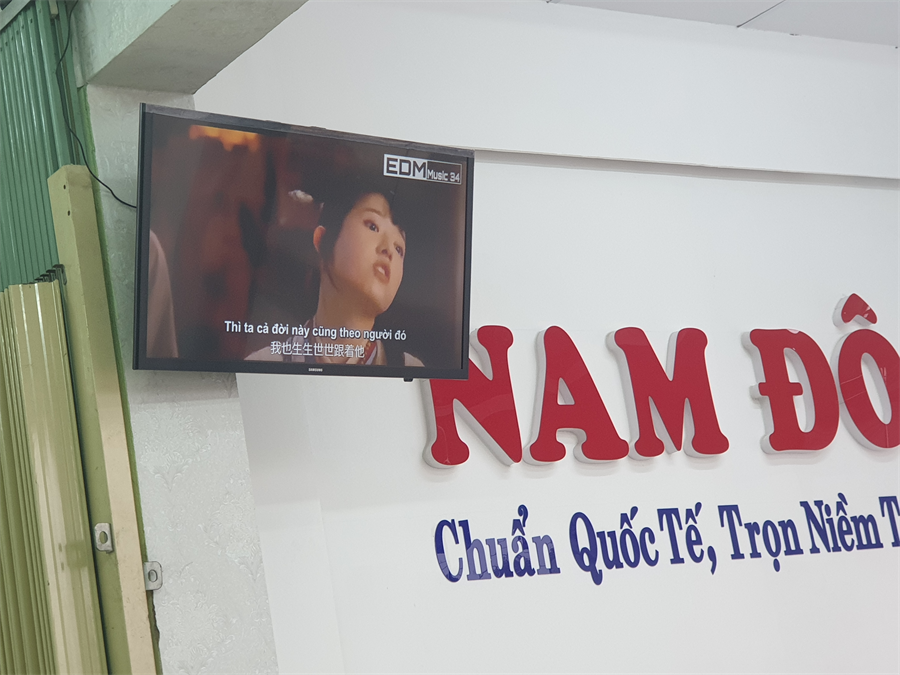 EDM Music 34
Thì ta cả đời này cũng theo người đó
我也生生世世跟着他
SAMSUNG
NAM ĐÔ
Chuẩn Quốc Tế, Trọn Niềm